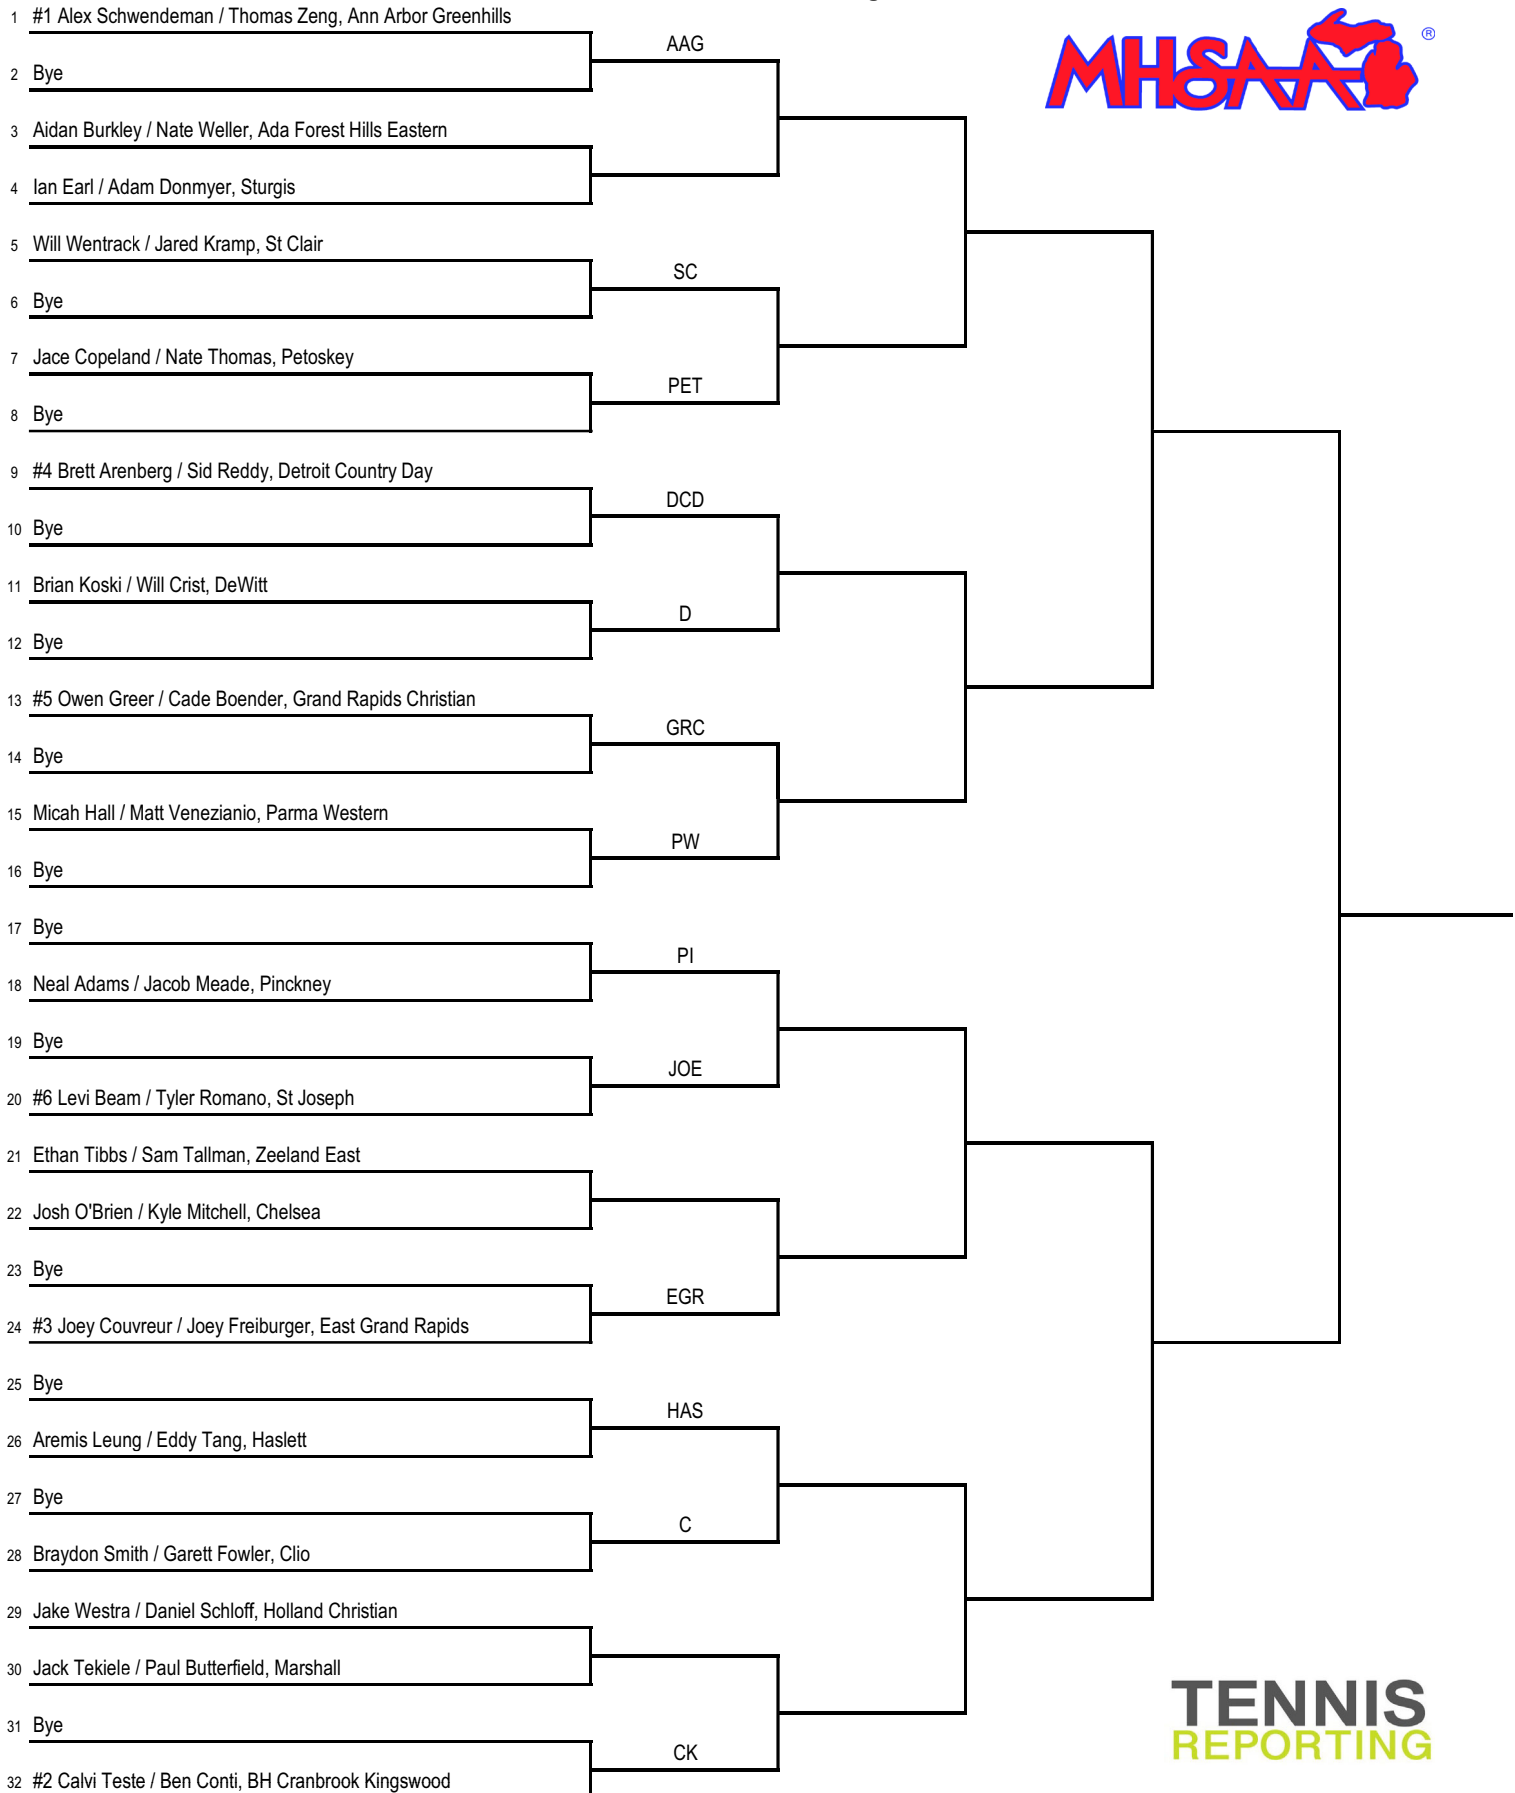 1 #1 Alex Schwendeman / Thomas Zeng, Ann Arbor Greenhills
AAG
MHSAA ®
2 Bye
3 Aidan Burkley / Nate Weller, Ada Forest Hills Eastern
4 Ian Earl / Adam Donmyer, Sturgis
5 Will Wentrack / Jared Kramp, St Clair
SC
6 Bye
7 Jace Copeland / Nate Thomas, Petoskey
PET
8 Bye
9 #4 Brett Arenberg / Sid Reddy, Detroit Country Day
DCD
10 Bye
11 Brian Koski / Will Crist, DeWitt
D
12 Bye
13 #5 Owen Greer / Cade Boender, Grand Rapids Christian
GRC
14 Bye
15 Micah Hall / Matt Venezianio, Parma Western
PW
16 Bye
17 Bye
PI
18 Neal Adams / Jacob Meade, Pinckney
19 Bye
JOE
20 #6 Levi Beam / Tyler Romano, St Joseph
21 Ethan Tibbs / Sam Tallman, Zeeland East
22 Josh O'Brien / Kyle Mitchell, Chelsea
23 Bye
EGR
24 #3 Joey Couvreur / Joey Freiburger, East Grand Rapids
25 Bye
HAS
26 Aremis Leung / Eddy Tang, Haslett
27 Bye
C
28 Braydon Smith / Garett Fowler, Clio
29 Jake Westra / Daniel Schloff, Holland Christian
30 Jack Tekiele / Paul Butterfield, Marshall
31 Bye
CK
32 #2 Calvi Teste / Ben Conti, BH Cranbrook Kingswood
TENNIS
REPORTING